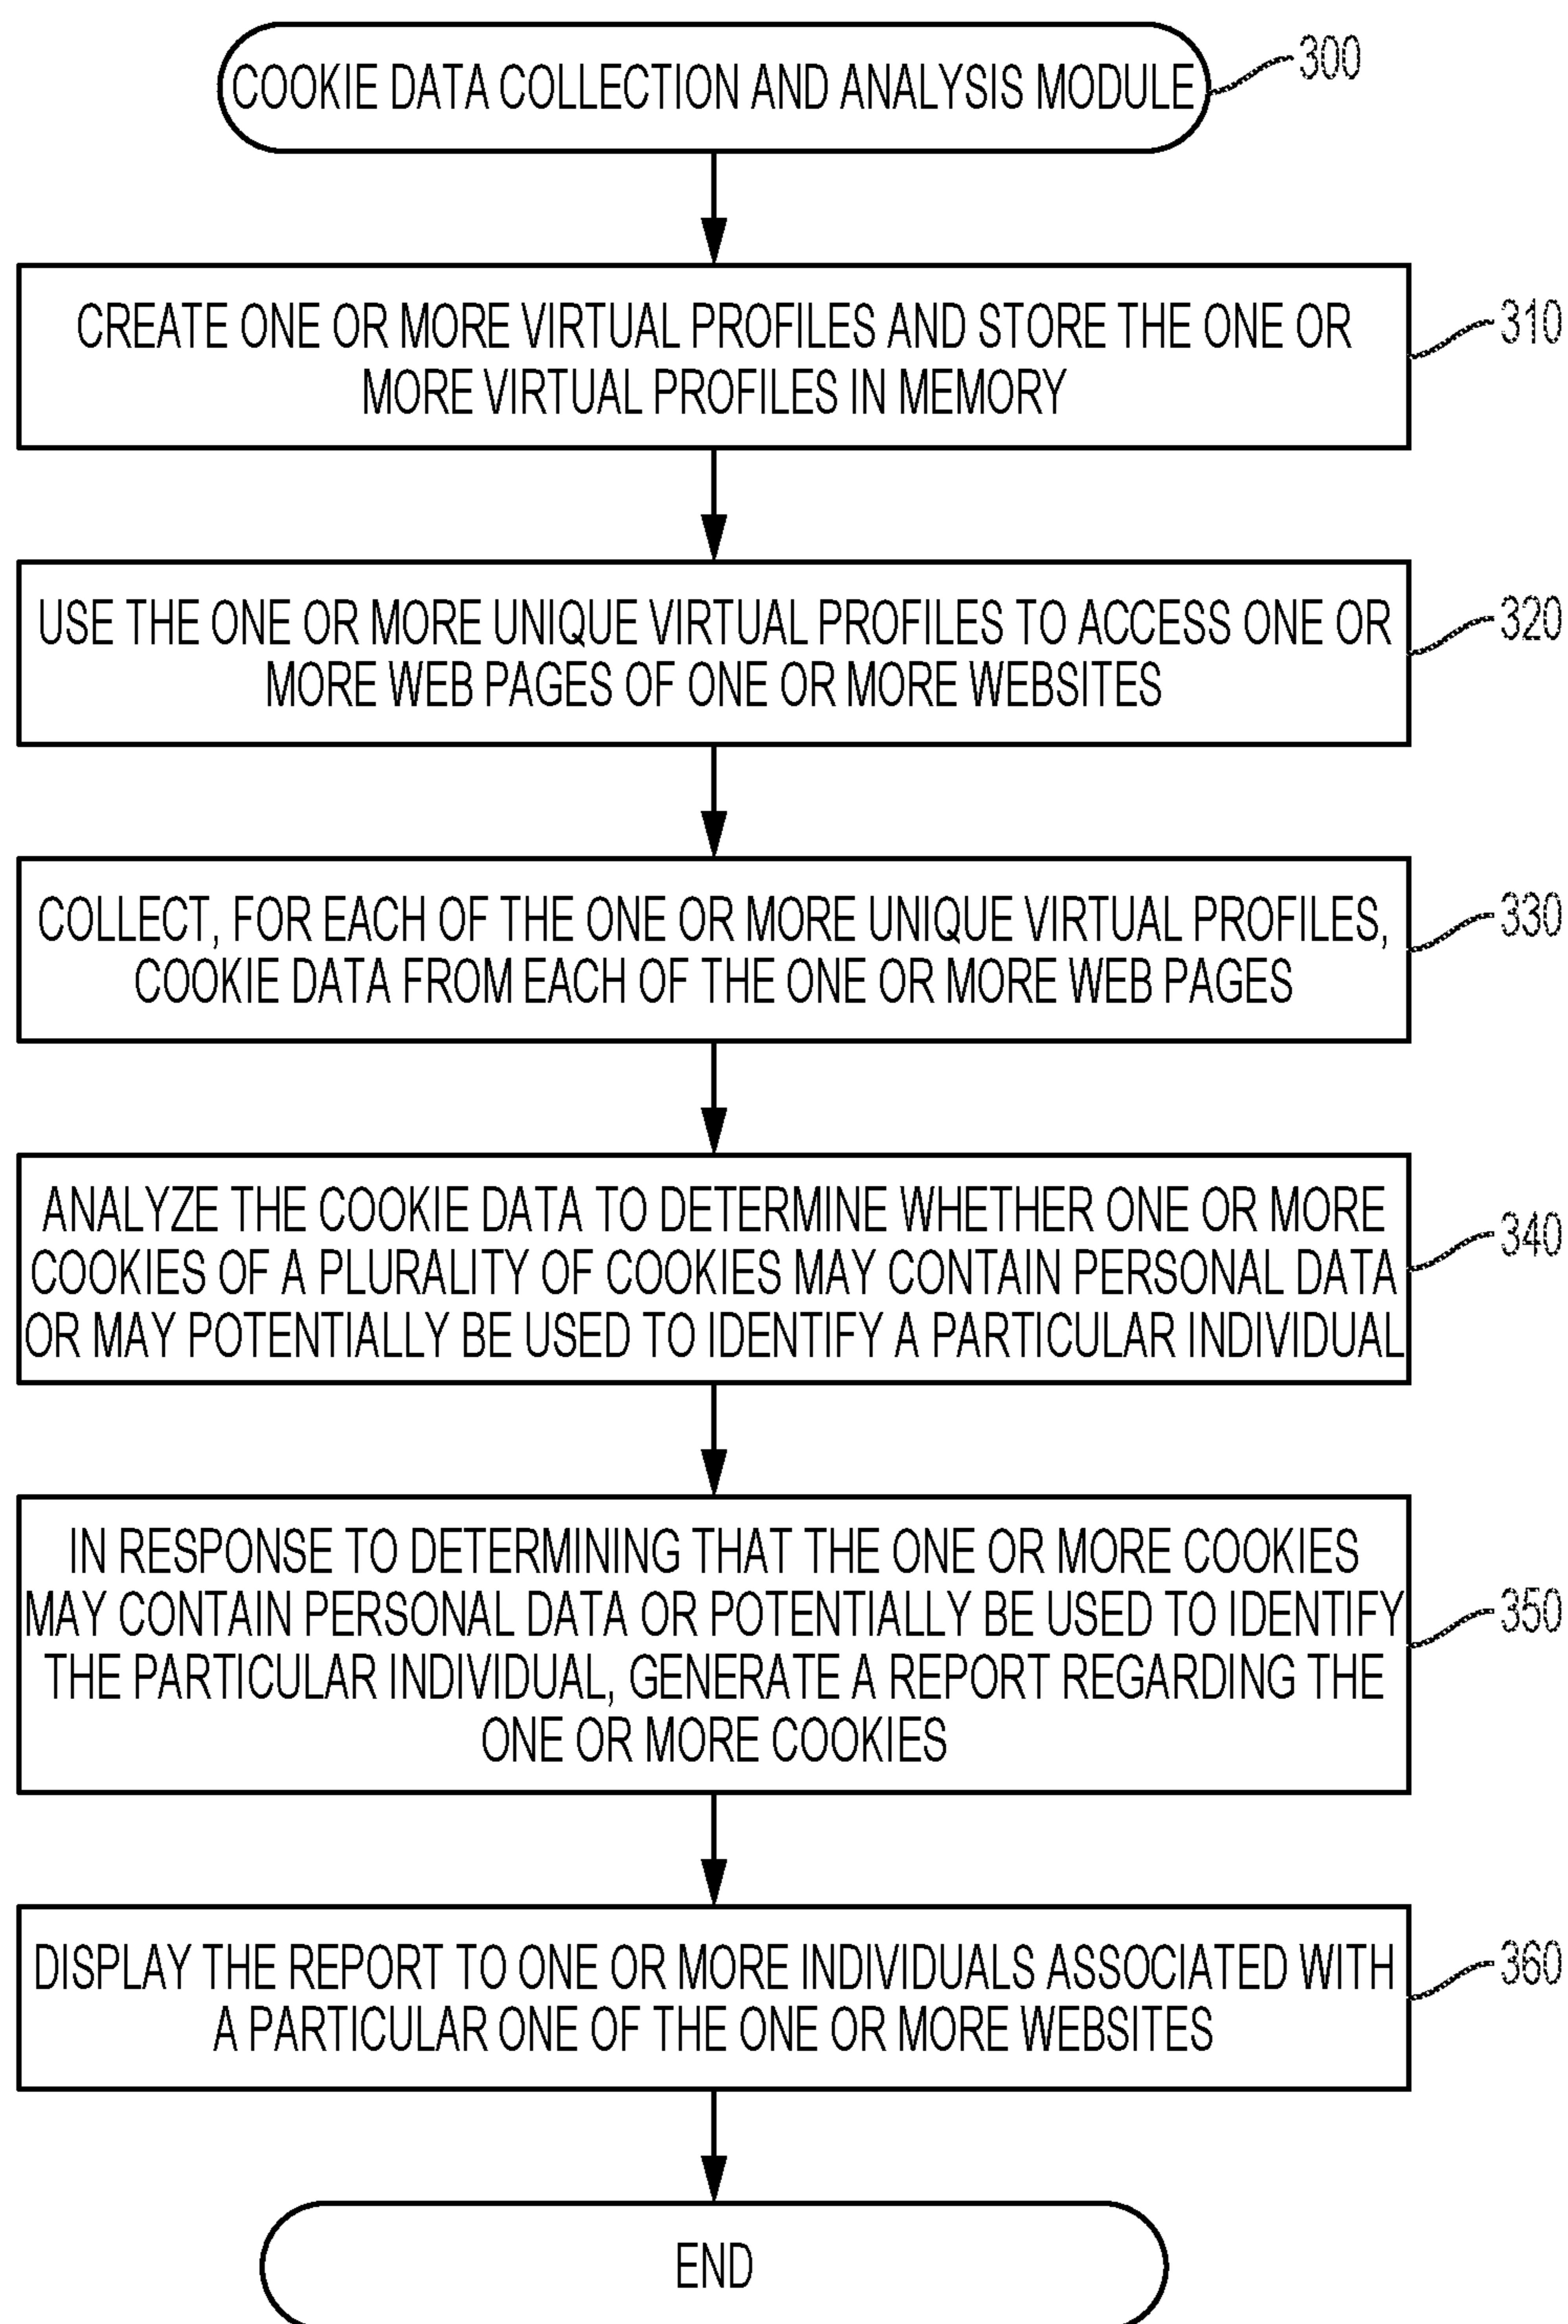 COOKIE DATA COLLECTION AND ANALYSIS MODULE
300
CREATE ONE OR MORE VIRTUAL PROFILES AND STORE THE ONE OR
MORE VIRTUAL PROFILES IN MEMORY
310
USE THE ONE OR MORE UNIQUE VIRTUAL PROFILES TO ACCESS ONE OR
MORE WEB PAGES OF ONE OR MORE WEBSITES
320
COLLECT, FOR EACH OF THE ONE OR MORE UNIQUE VIRTUAL PROFILES,
COOKIE DATA FROM EACH OF THE ONE OR MORE WEB PAGES
330
ANALYZE THE COOKIE DATA TO DETERMINE WHETHER ONE OR MORE
COOKIES OF A PLURALITY OF COOKIES MAY CONTAIN PERSONAL DATA
OR MAY POTENTIALLY BE USED TO IDENTIFY A PARTICULAR INDIVIDUAL
340
IN RESPONSE TO DETERMINING THAT THE ONE OR MORE COOKIES
MAY CONTAIN PERSONAL DATA OR POTENTIALLY BE USED TO IDENTIFY
THE PARTICULAR INDIVIDUAL, GENERATE A REPORT REGARDING THE
ONE OR MORE COOKIES
350
DISPLAY THE REPORT TO ONE OR MORE INDIVIDUALS ASSOCIATED WITH
A PARTICULAR ONE OF THE ONE OR MORE WEBSITES
360
END